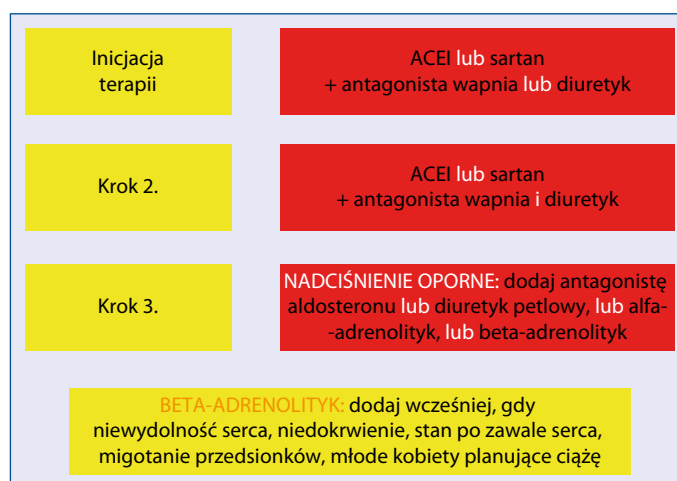 Inicjacja
terapii
ACEI lub sartan
+ antagonista wapnia lub diuretyk
Krok 2.
ACEI lub sartan
+ antagonista wapnia i diuretyk
Krok 3.
NADCIŚNIENIE OPORNE: dodaj antagonistę
aldosteronu lub diuretyk petlowy, lub alfa-
-adrenolityk, lub beta-adrenolityk
BETA-ADRENOLITYK: dodaj wcześniej, gdy
niewydolność serca, niedokrwienie, stan po zawale serca,
migotanie przedsionków, młode kobiety planujące ciążę